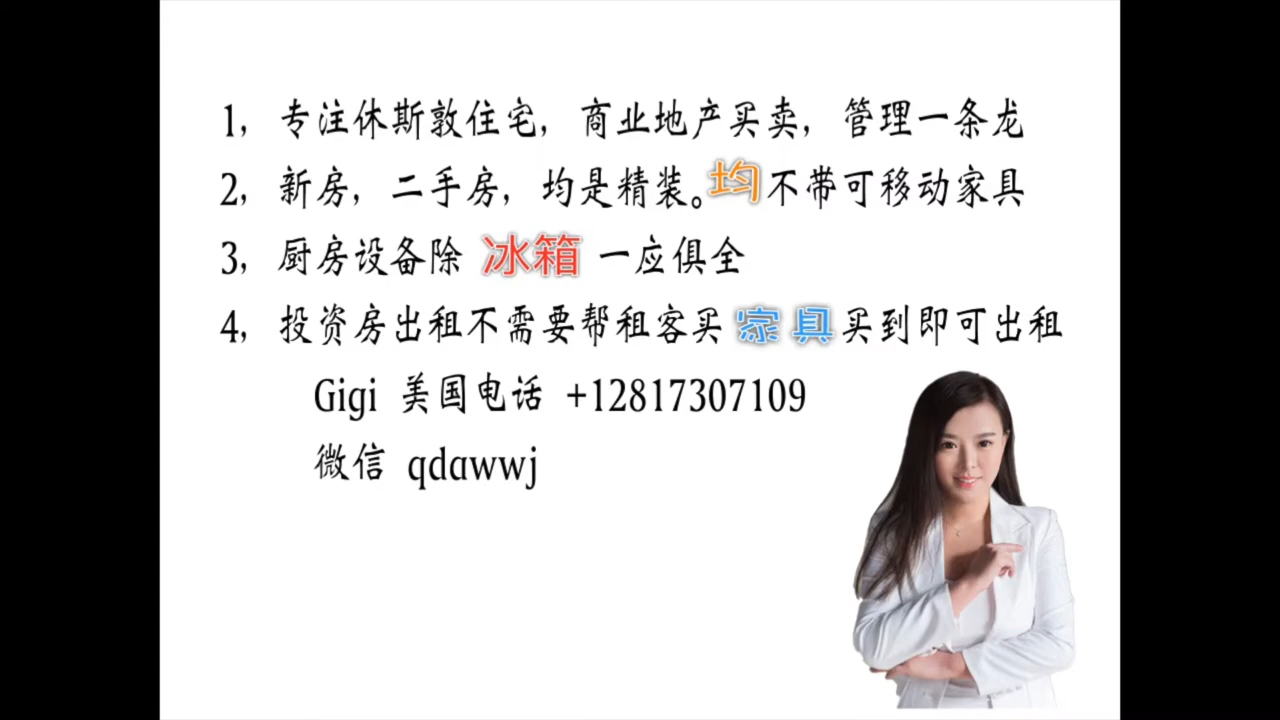 1，专注休斯敦住宅，商业地产买卖，管理一条龙
2，新房，二手房，均是精装。均不带可移动家具
3，厨房设备除 冰箱 一应俱全
4，投资房出租不需要帮租客买 家具 买到即可出租
Gigi 美国电话 +12817307109
微信 qdawwj